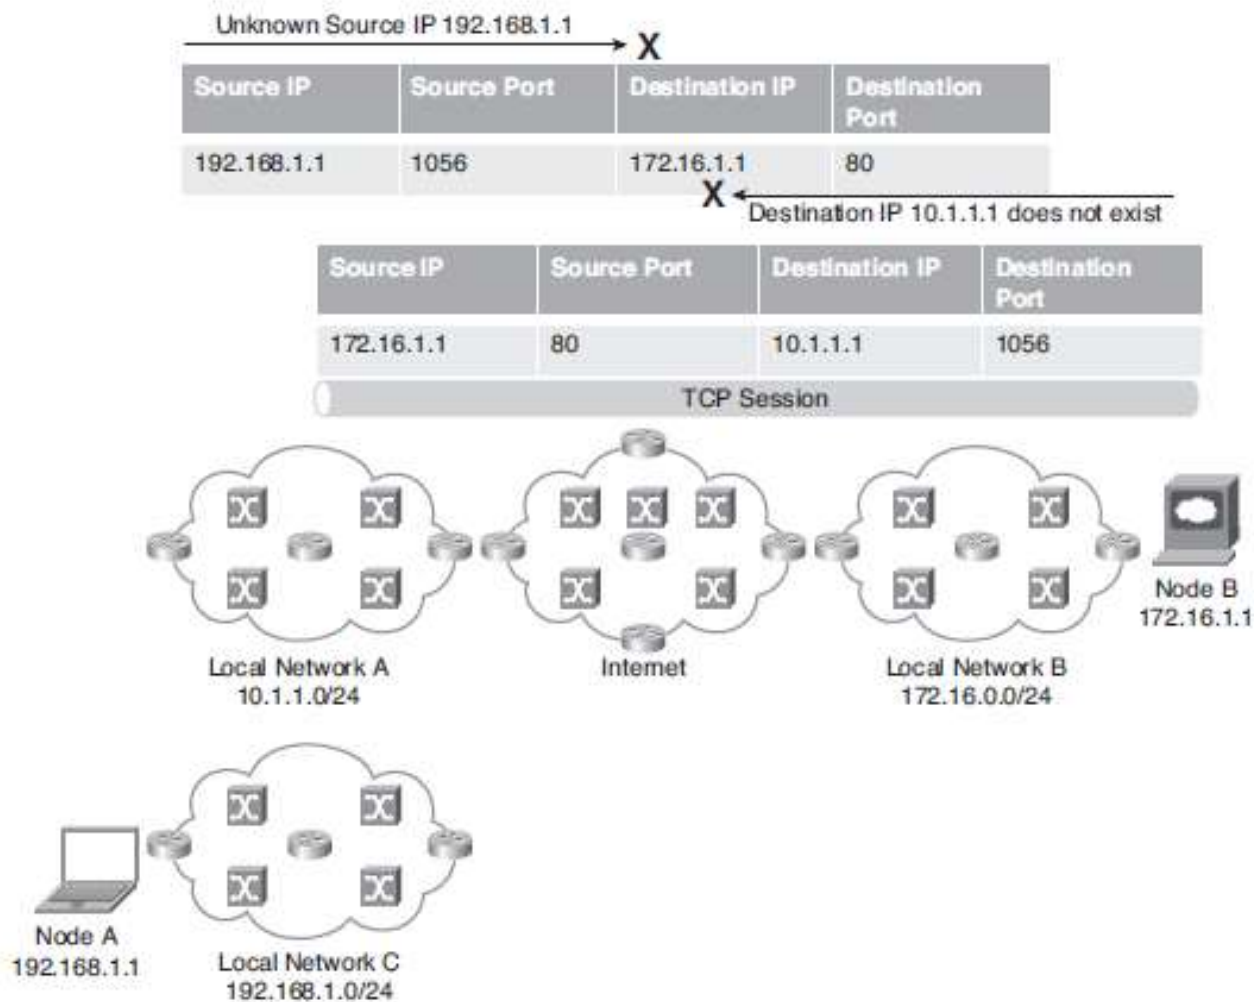 Unknown Source IP 192.168.1.1
X
Source IP Source Port Destination IP Destination
Port
192.168.1.1 1056 172.16.1.1 80
X
Destination IP 10.1.1.1 does not exist
Source IP Source Port Destination IP Destination
Port
172.16.1.1 80 10.1.1.1 1056
TCP Session
Node B
172.16.1.1
Local Network A
10.1.1.0/24
Internet
Local Network B
172.16.0.0/24
Node A
192.168.1.1
Local Network C
192.168.1.0/24